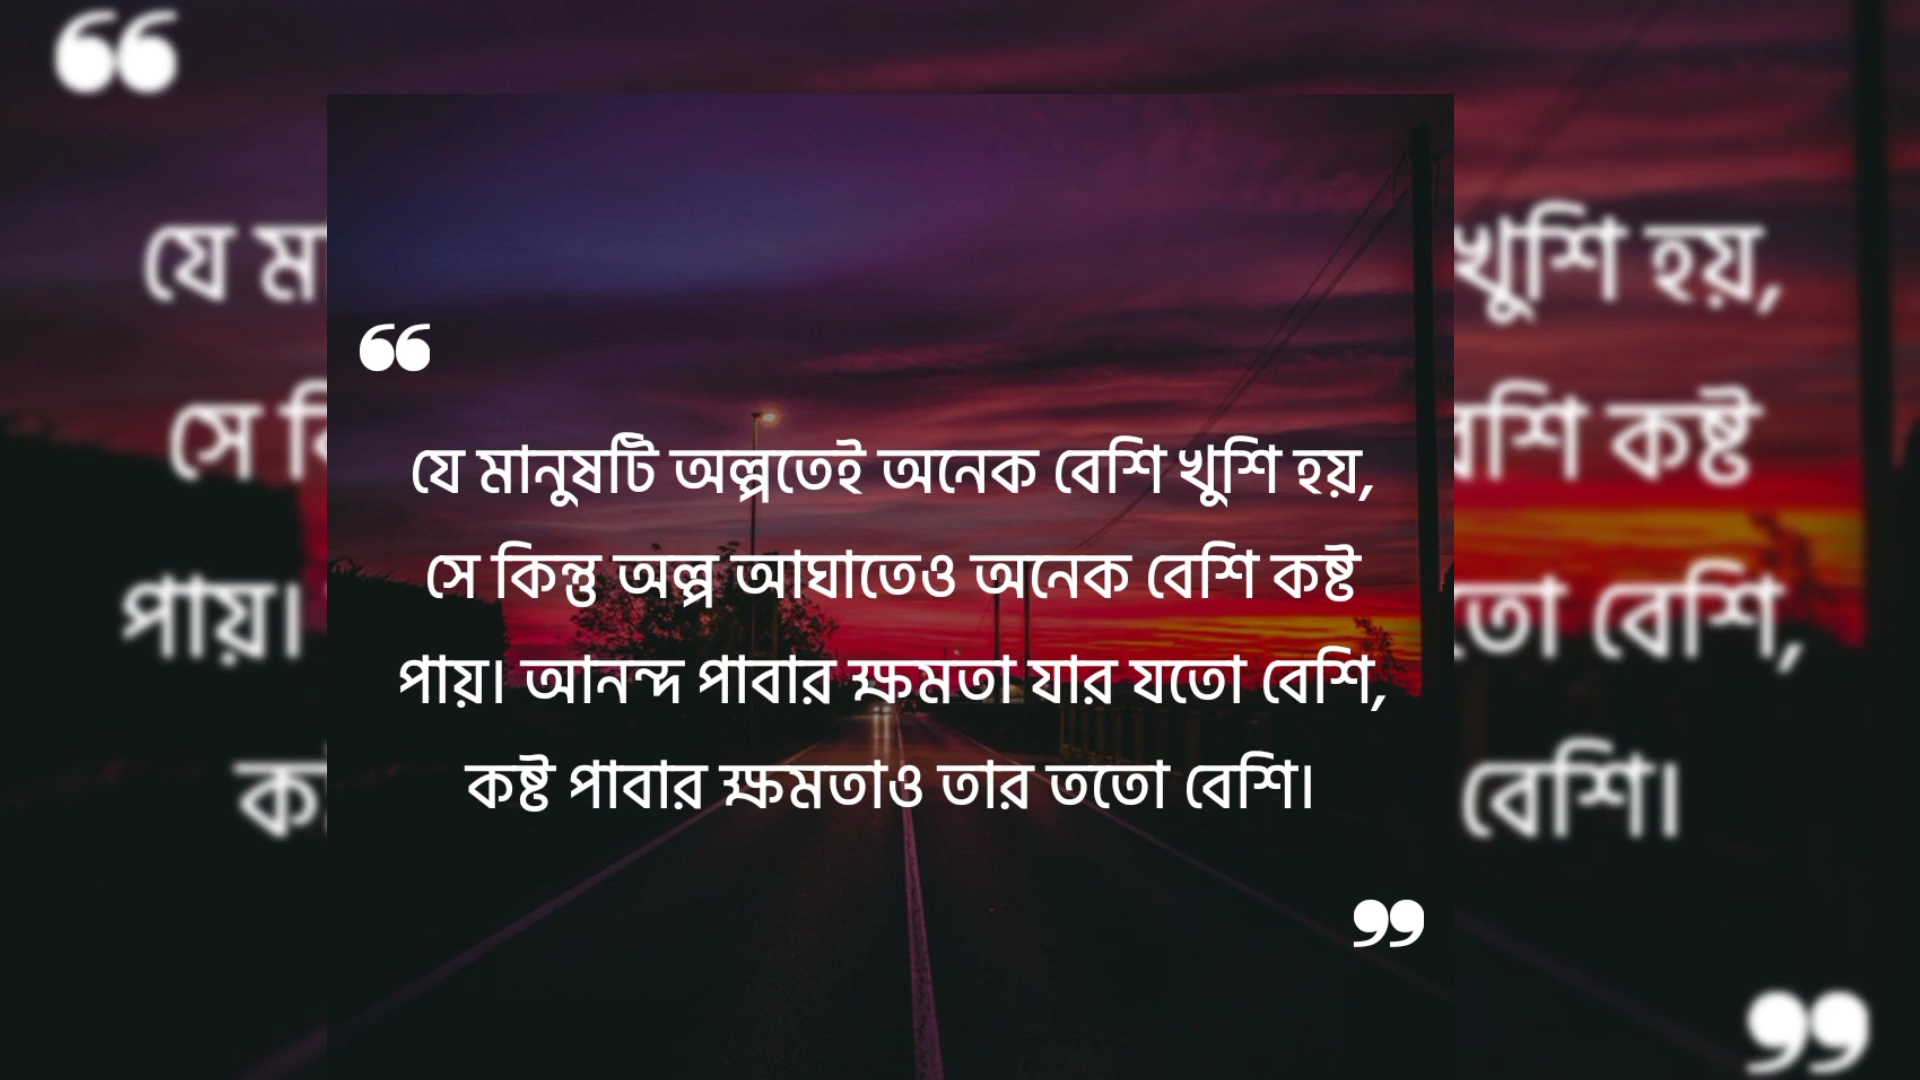 ❝
যে মানুষটি অল্পতেই অনেক বেশি খুশি হয়,
সে কিন্তু অল্প আঘাতেও অনেক বেশি কষ্ট
পায়। আনন্দ পাবার ক্ষমতা যার যতো বেশি,
কষ্ট পাবার ক্ষমতাও তার ততো বেশি।
❞